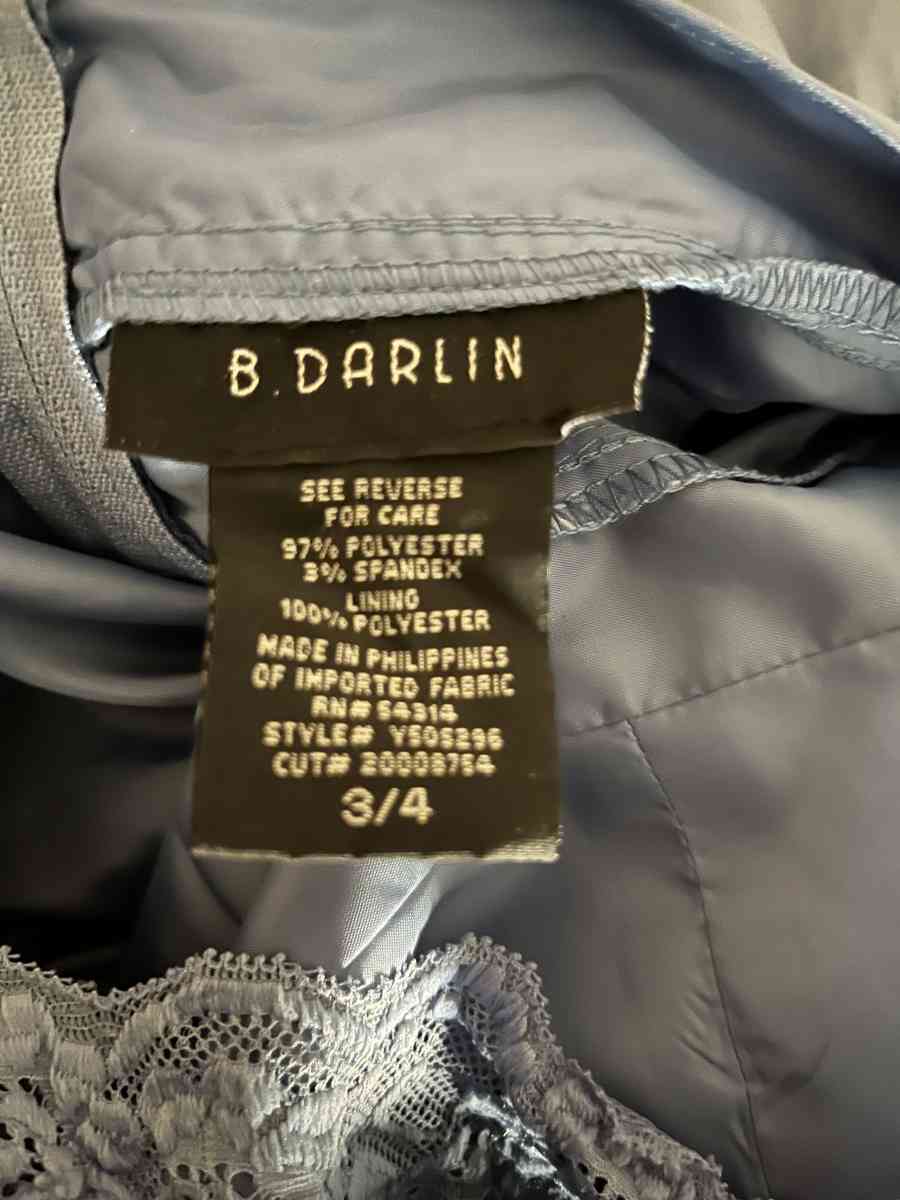 B.DARLIN
SEE REVERSE
FOR CARE
97% POLYESTER
3% SPANDEX
LINING
100% POLYESTER
MADE IN PHILIPPINES
OF IMPORTED FABRIC
RN# 54314
STYLE# Y505296
CUT# 20008754
3/4